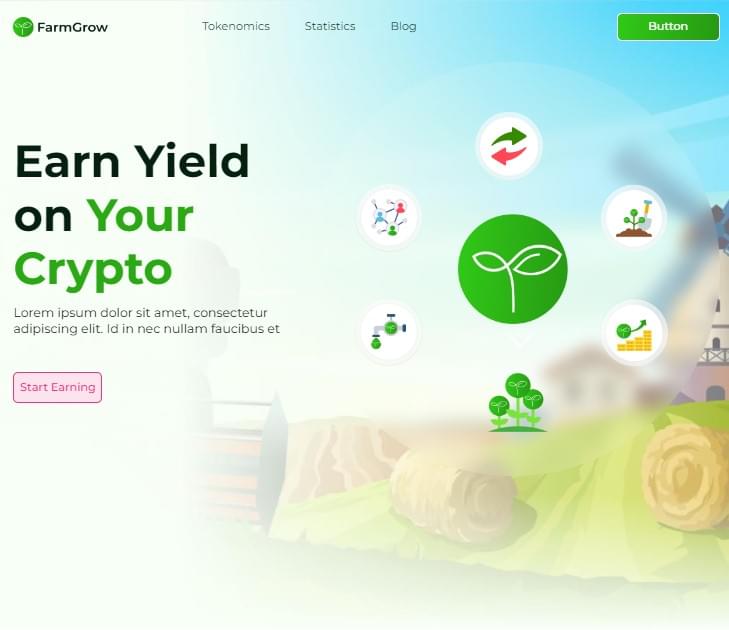 FarmGrow
Tokenomics
Statistics
Blog
Button
Earn Yield
on Your
Crypto
Lorem ipsum dolor sit amet, consectetur
adipiscing elit. Id in nec nullam faucibus et
Start Earning